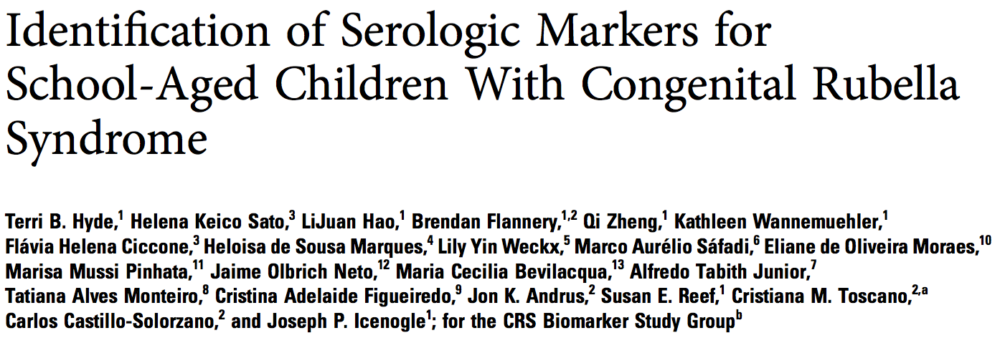 Identification of Serologic Markers for
School-Aged Children With Congenital Rubella
Syndrome
Terri B. Hyde,1 Helena Keico Sato,3 LiJuan Hao,1 Brendan Flannery,1,2 Qi Zheng,1 Kathleen Wannemuehler,1
Flávia Helena Ciccone,3 Heloisa de Sousa Marques,4 Lily Yin Weckx,5 Marco Aurélio Sáfadi,6 Eliane de Oliveira Moraes,10
Marisa Mussi Pinhata,11 Jaime Olbrich Neto,12 Maria Cecilia Bevilacqua,13 Alfredo Tabith Junior,7
Tatiana Alves Monteiro,8 Cristina Adelaide Figueiredo,9 Jon K. Andrus,2 Susan E. Reef,1 Cristiana M. Toscano,2,a
Carlos Castillo-Solorzano,2 and Joseph P. Icenogle1; for the CRS Biomarker Study Groupb